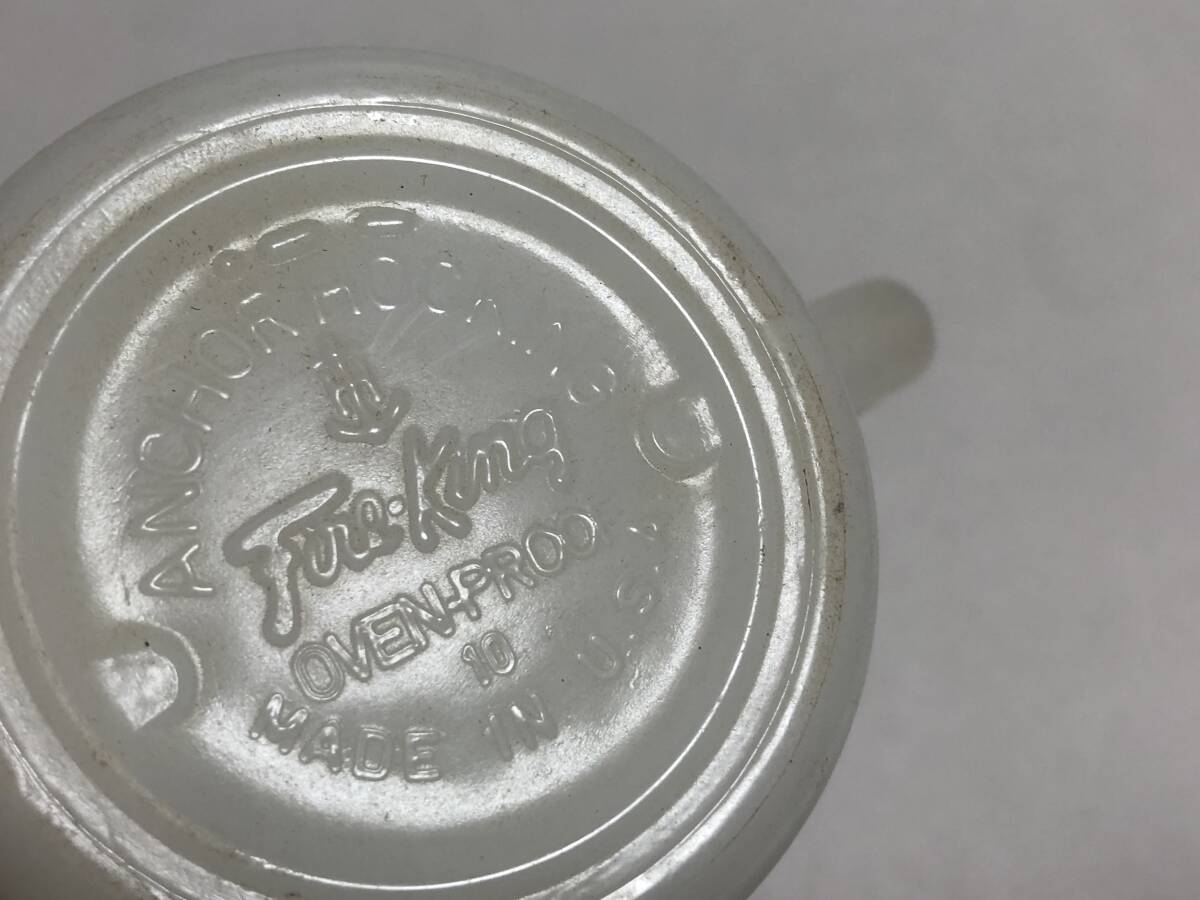 ANCHOR HOCKING
Fire-King
OVEN-PROOF
10
MADE IN U.S.A.